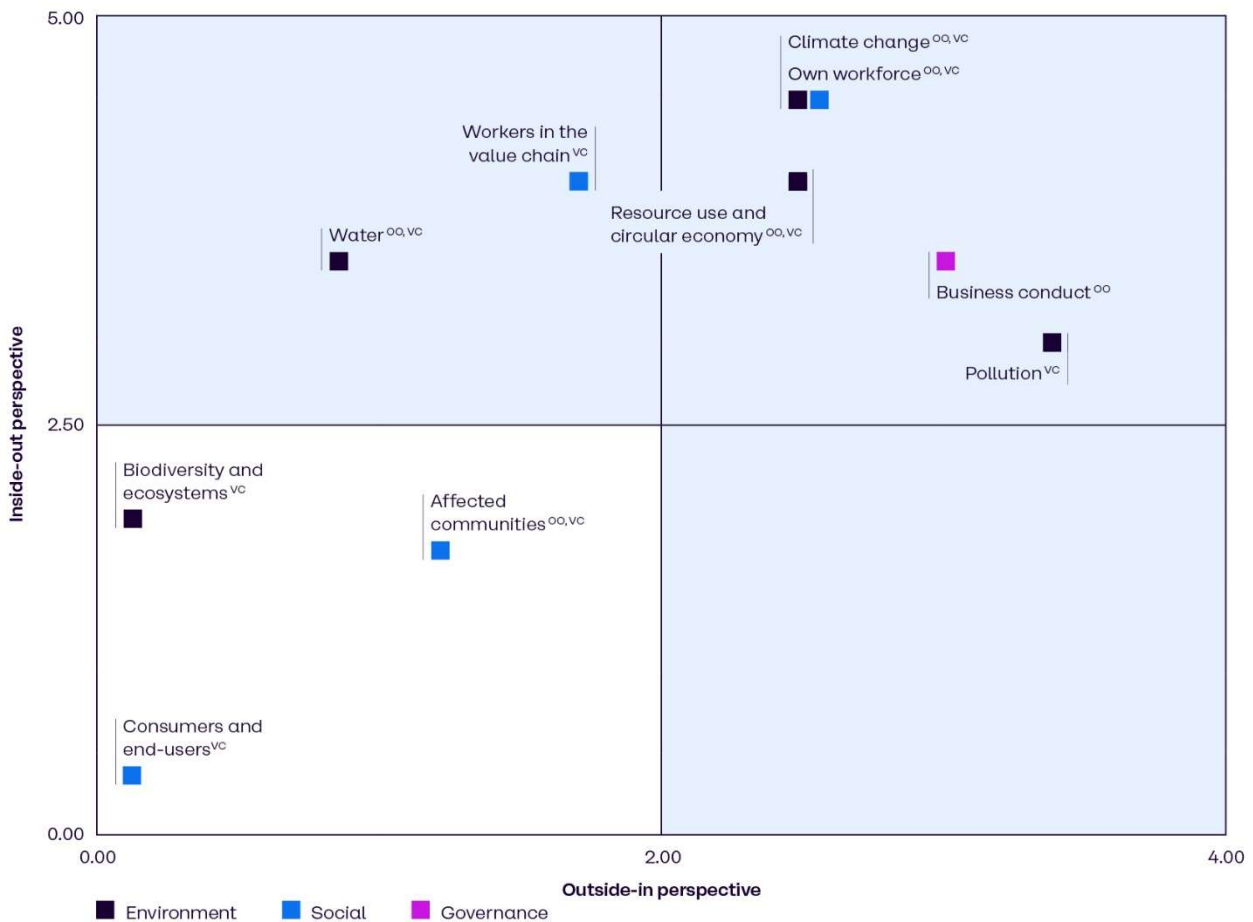 5.00
Climate change OO, VC
Own workforce OO, VC
Workers in the
value chain VC
Resource use and
circular economy OO, VC
Water OO, VC
Business conduct OO
Pollution VC
Inside-out perspective
2.50
Biodiversity and
ecosystems VC
Affected
communities OO, VC
Consumers and
end-users VC
0.00
0.00
2.00
4.00
Outside-in perspective
Environment
Social
Governance